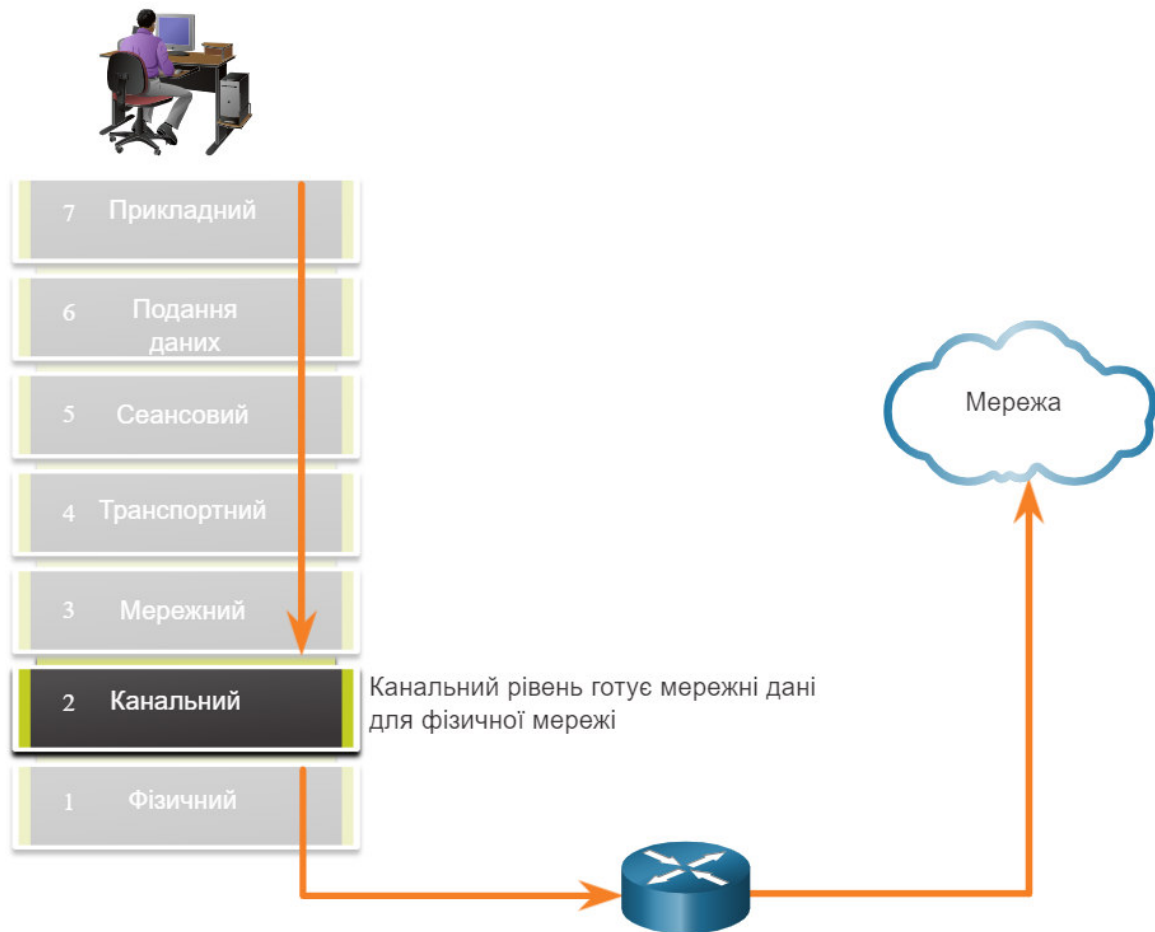 7 Прикладний
6 Подання
даних
5 Сеансовий
4 Транспортний
3 Мережний
2 Канальний
Канальний рівень готує мережні дані
для фізичної мережі
1 Фізичний
Мережа